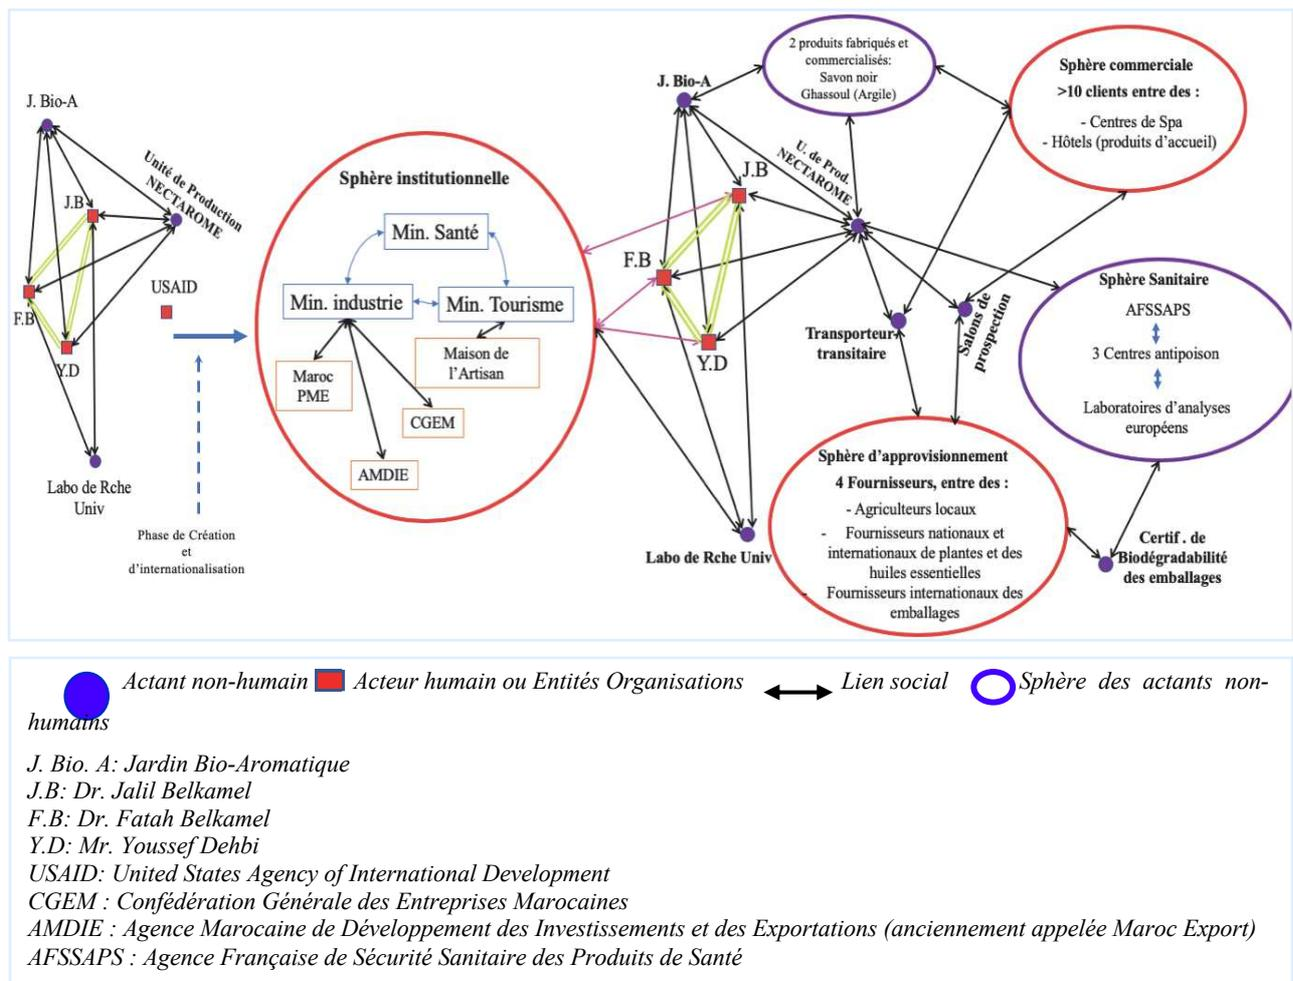 J. Bio-A
Unité de Production
NECTAROME
J.B
F.B
Y.D
USAID
Labo de Rche
Univ
Phase de Création
et
d'internationalisation
Sphère institutionnelle
Min. Santé
Min. industrie
Min. Tourisme
Maroc
PME
Maison de
l'Artisan
CGEM
AMDIE
J. Bio-A
2 produits fabriqués et
commercialisés:
Savon noir
Ghassoul (Argile)
U. de Prod.
NECTAROME
J.B
F.B
Y.D
Labo de Rche Univ
Sphère commerciale
>10 clients entre des :
- Centres de Spa
- Hôtels (produits d'accueil)
Transporteur,
transitaire
Salons de
prospection
Sphère Sanitaire
AFSSAPS
3 Centres antipoison
Laboratoires d'analyses
européens
Sphère d'approvisionnement
4 Fournisseurs, entre des :
- Agriculteurs locaux
- Fournisseurs nationaux et
internationaux de plantes et des
huiles essentielles
- Fournisseurs internationaux des
emballages
Certif . de
Biodégradabilité
des emballages
Actant non-humain Acteur humain ou Entités Organisations Lien social Sphère des actants non-
humains
J. Bio. A: Jardin Bio-Aromatique
J.B: Dr. Jalil Belkamel
F.B: Dr. Fatah Belkamel
Y.D: Mr. Youssef Dehbi
USAID: United States Agency of International Development
CGEM : Confédération Générale des Entreprises Marocaines
AMDIE : Agence Marocaine de Développement des Investissements et des Exportations (anciennement appelée Maroc Export)
AFSSAPS : Agence Française de Sécurité Sanitaire des Produits de Santé